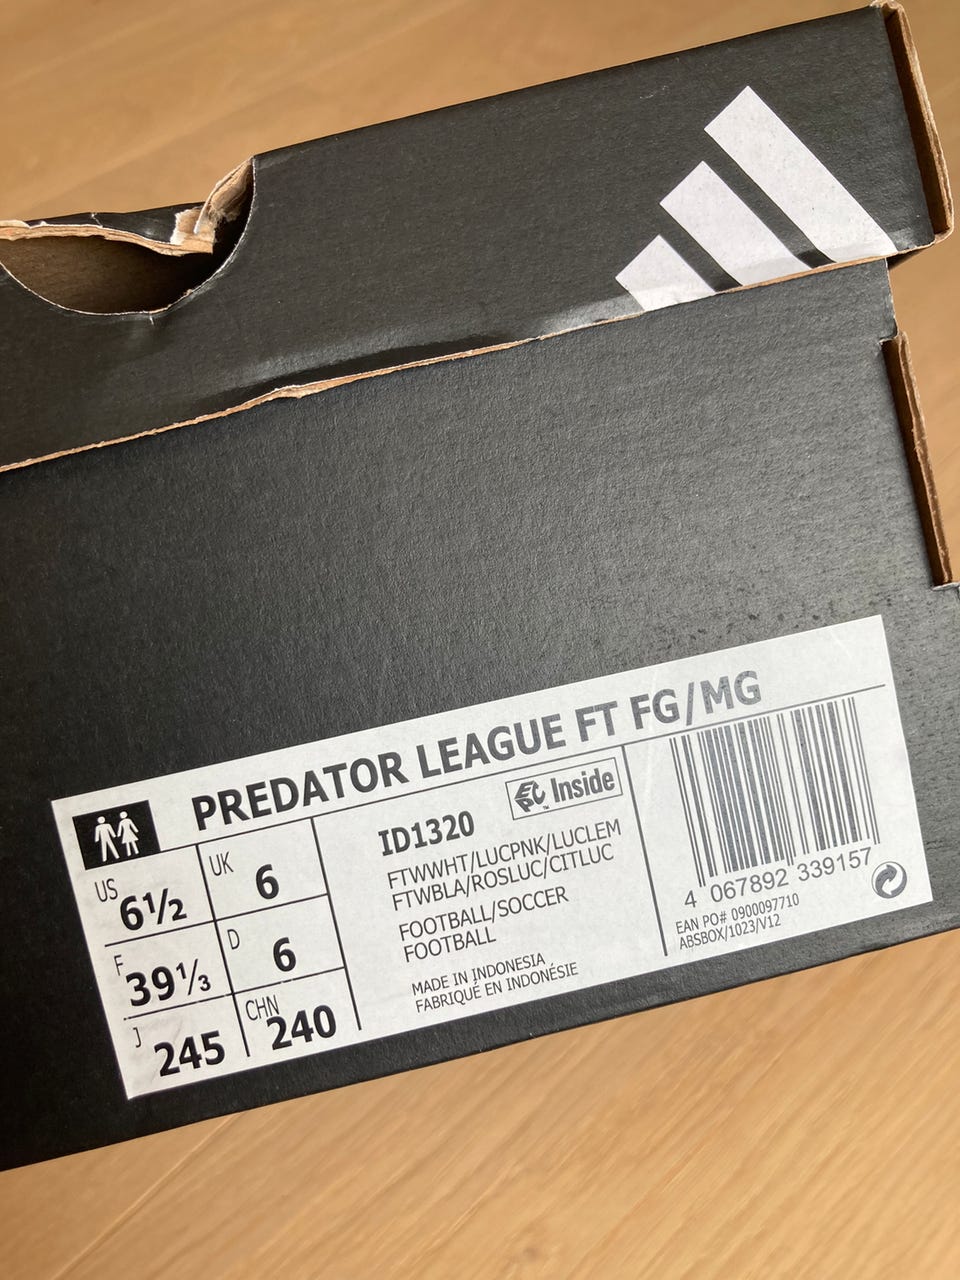 PREDATOR LEAGUE FT FG/MG
US 6½
UK 6
F 39⅓
D 6
J 245
CHN 240
ID1320
EPC™ Inside
FTWWHT/LUCPNK/LUCLEM
FTWBLA/ROSLUC/CITLUC
FOOTBALL/SOCCER
FOOTBALL
MADE IN INDONESIA
FABRIQUÉ EN INDONÉSIE
4 067892 339157
EAN PO# 0900097710
ABSBOX/1023/V12